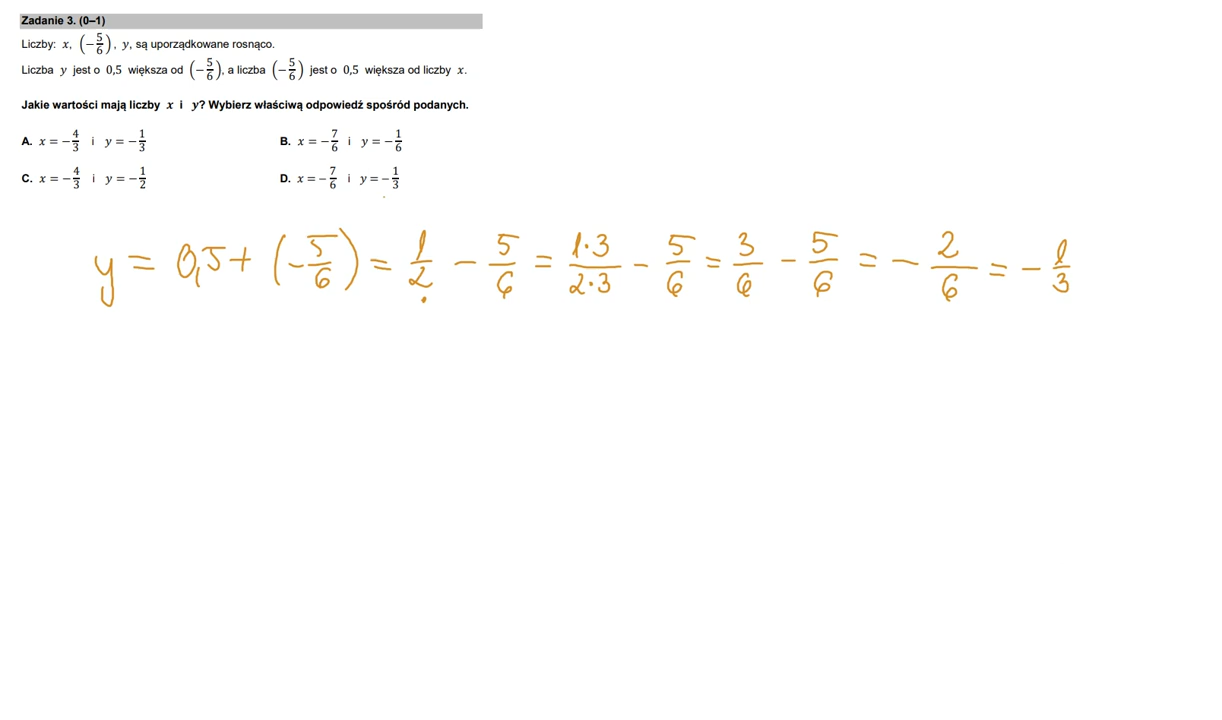 Zadanie 3. (0–1)
Liczby: x, (−5/6), y, są uporządkowane rosnąco.
Liczba y jest o 0,5 większa od (−5/6), a liczba (−5/6) jest o 0,5 większa od liczby x.
Jakie wartości mają liczby x i y? Wybierz właściwą odpowiedź spośród podanych.
A. x = −4/3 i y = −1/3 B. x = −7/6 i y = −1/6
C. x = −4/3 i y = −1/2 D. x = −7/6 i y = −1/3
y = 0,5 + (−5/6) = 1/2 − 5/6 = 1·3/2·3 − 5/6 = 3/6 − 5/6 = −2/6 = −1/3